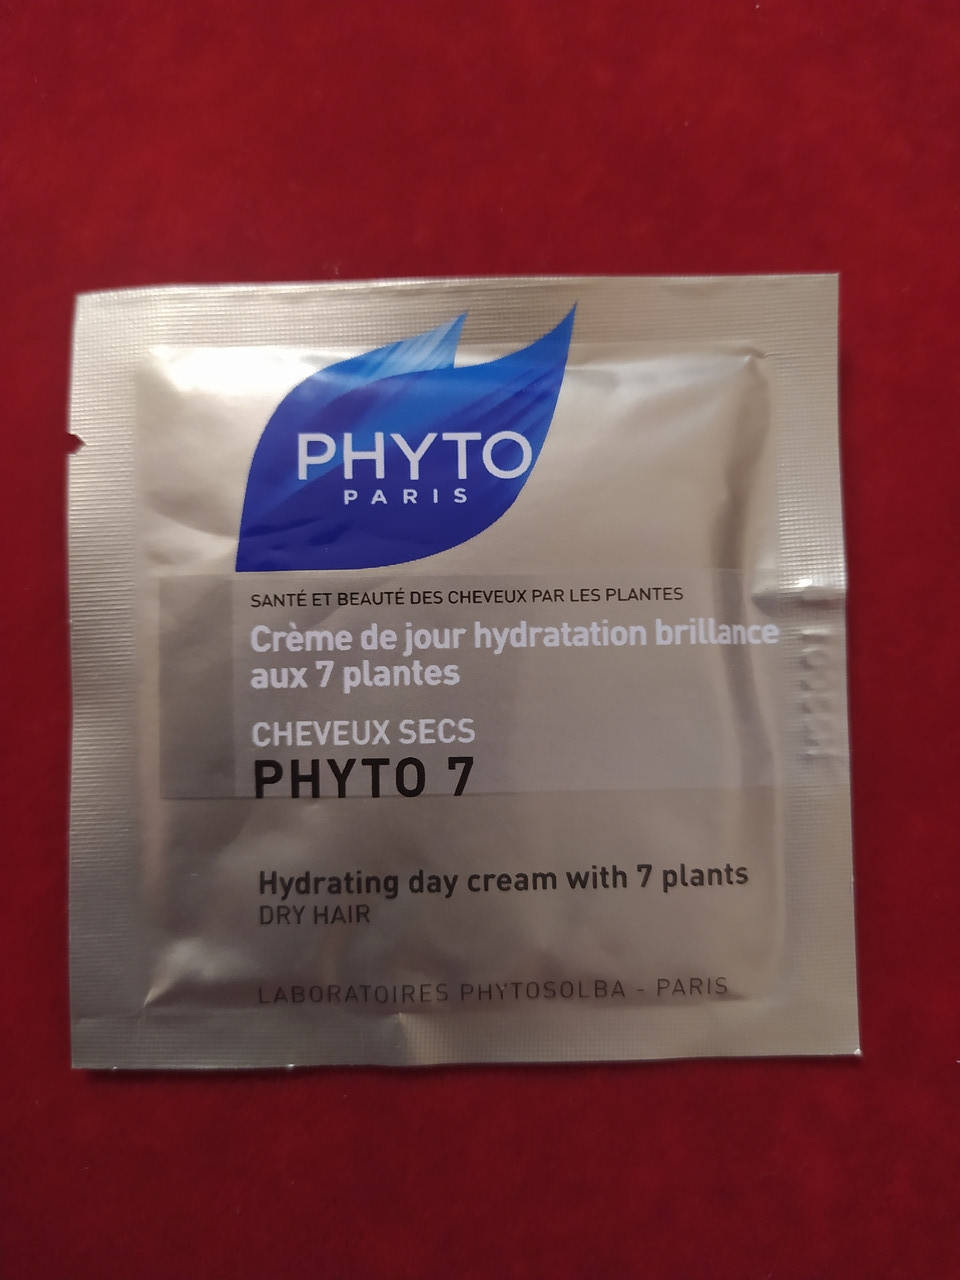 PHYTO
PARIS
SANTÉ ET BEAUTÉ DES CHEVEUX PAR LES PLANTES
Crème de jour hydratation brillance
aux 7 plantes
CHEVEUX SECS
PHYTO 7
Hydrating day cream with 7 plants
DRY HAIR
LABORATOIRES PHYTOSOLBA - PARIS